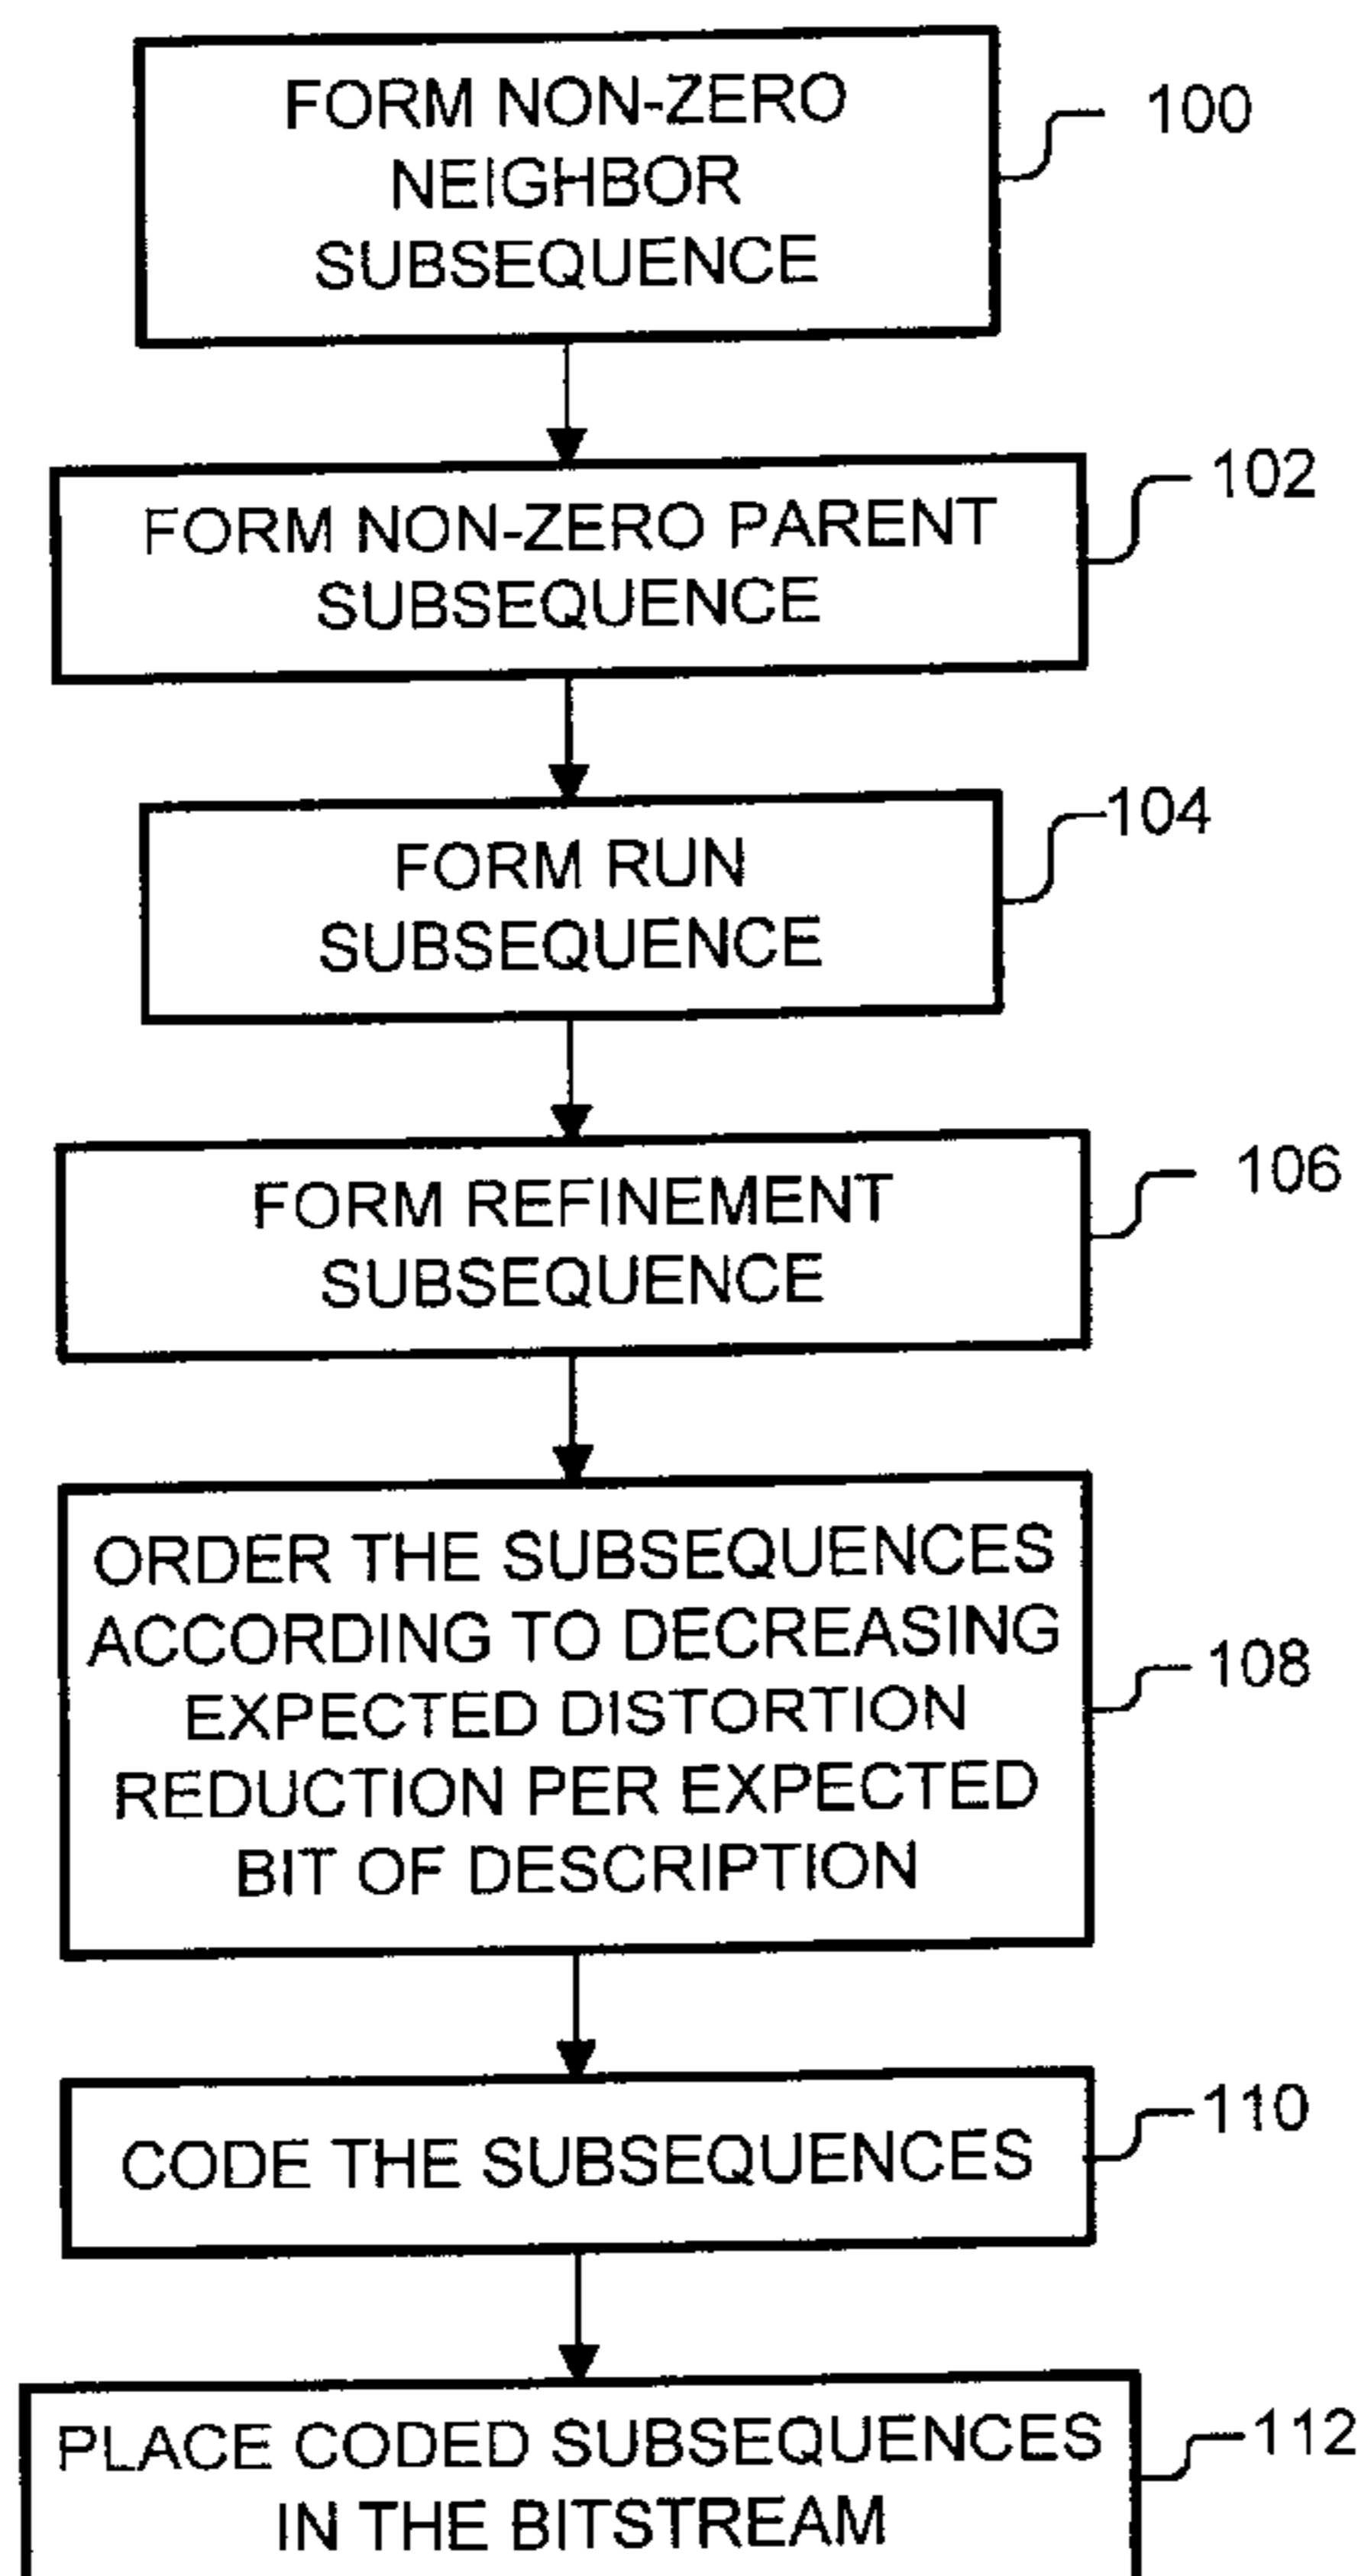 FORM NON-ZERO
NEIGHBOR
SUBSEQUENCE
100
FORM NON-ZERO PARENT
SUBSEQUENCE
102
FORM RUN
SUBSEQUENCE
104
FORM REFINEMENT
SUBSEQUENCE
106
ORDER THE SUBSEQUENCES
ACCORDING TO DECREASING
EXPECTED DISTORTION
REDUCTION PER EXPECTED
BIT OF DESCRIPTION
108
CODE THE SUBSEQUENCES
110
PLACE CODED SUBSEQUENCES
IN THE BITSTREAM
112